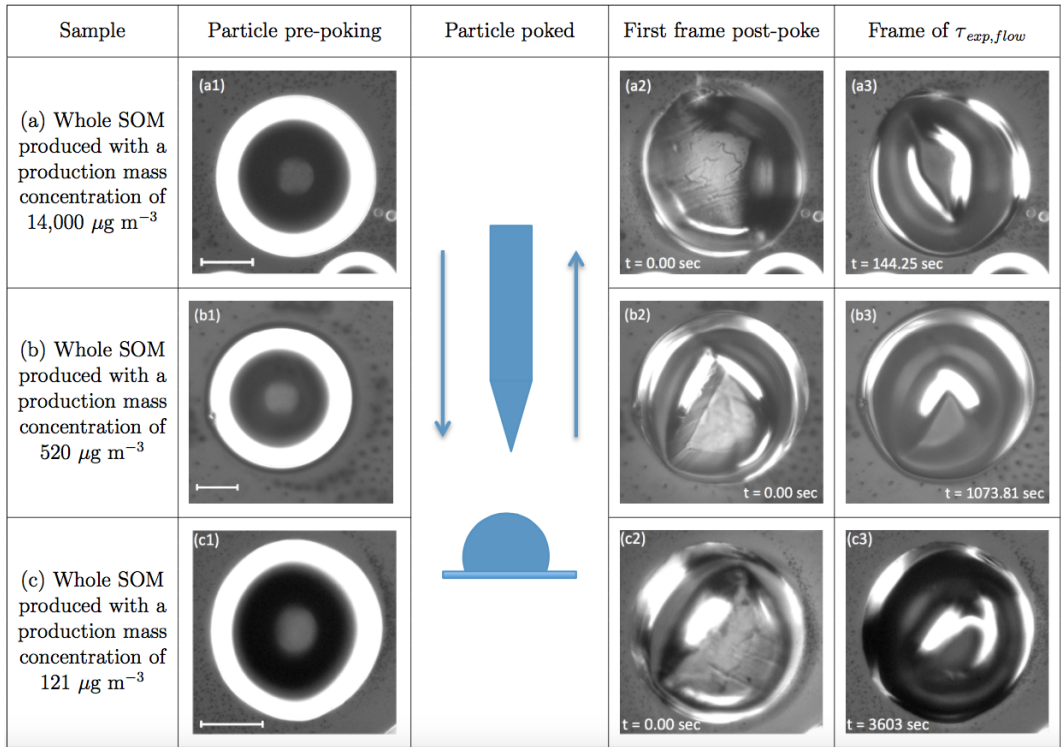 Sample
Particle pre-poking
Particle poked
First frame post-poke
Frame of τexp,flow
(a) Whole SOM
produced with a
production mass
concentration of
14,000 μg m⁻³
(a1)
(a2)
t = 0.00 sec
(a3)
t = 144.25 sec
(b) Whole SOM
produced with a
production mass
concentration of
520 μg m⁻³
(b1)
(b2)
t = 0.00 sec
(b3)
t = 1073.81 sec
(c) Whole SOM
produced with a
production mass
concentration of
121 μg m⁻³
(c1)
(c2)
t = 0.00 sec
(c3)
t = 3603 sec